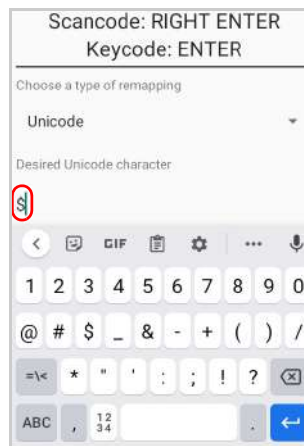 Scancode: RIGHT ENTER
Keycode: ENTER
Choose a type of remapping
Unicode
Desired Unicode character
$
GIF
1 2 3 4 5 6 7 8 9 0
@ # $ _ & - + ( ) /
=\< * " ' : ; ! ?
ABC , 12 34 .